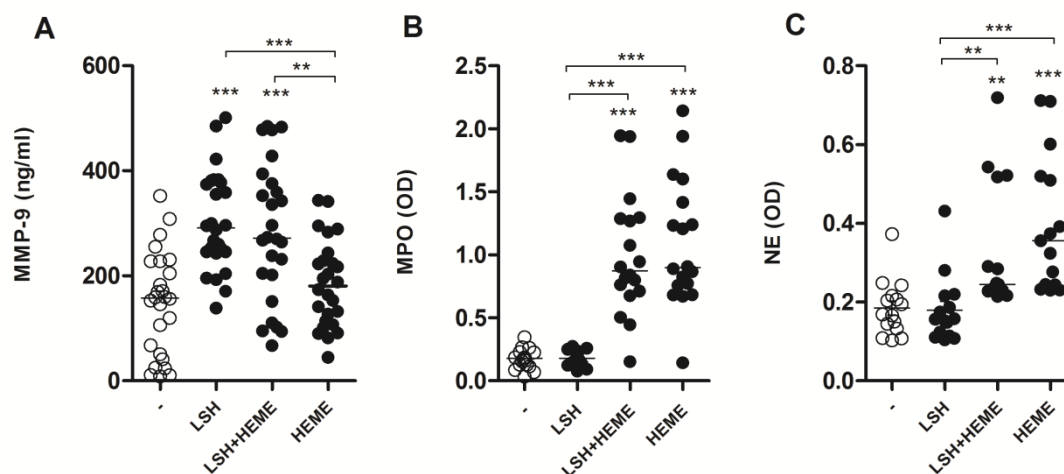 A
MMP-9 (ng/ml)
600
400
200
0
***
**
***
***
-
LSH
LSH+HEME
HEME
B
MPO (OD)
2.5
2.0
1.5
1.0
0.5
0.0
***
***
***
***
-
LSH
LSH+HEME
HEME
C
NE (OD)
0.8
0.6
0.4
0.2
0.0
***
**
**
***
-
LSH
LSH+HEME
HEME